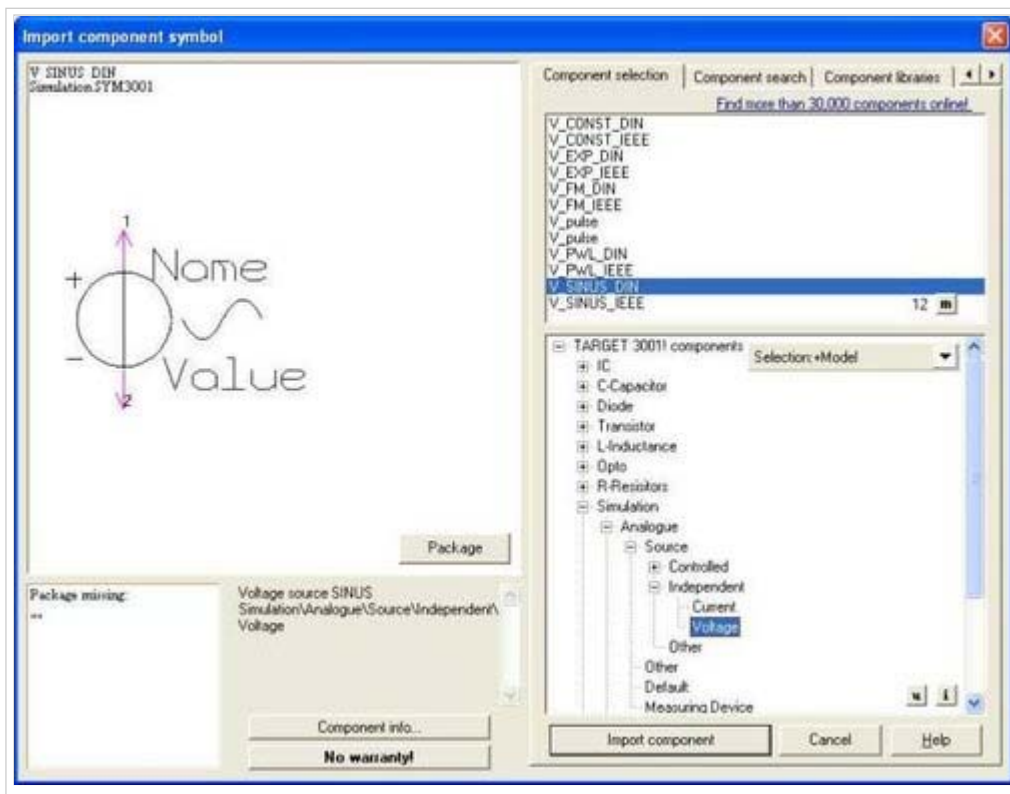 Import component symbol
V SINUS DIN
Simulation.SYM3001
1
Name
+
-
Value
2
Package
Package missing:
--
Voltage source SINUS
Simulation\Analogue\Source\Independent\
Voltage
Component info...
No warranty!
Component selection
Component search
Component libraries
Find more than 30,000 components online!
V_CONST_DIN
V_CONST_IEEE
V_EXP_DIN
V_EXP_IEEE
V_FM_DIN
V_FM_IEEE
V_pulse
V_pulse
V_PWL_DIN
V_PWL_IEEE
V_SINUS_DIN
V_SINUS_IEEE
12 m
TARGET 3001! components
Selection:+Model
IC
C-Capacitor
Diode
Transistor
L-Inductance
Opto
R-Resistors
Simulation
Analogue
Source
Controlled
Independent
Current
Voltage
Other
Other
Default
Measuring Device
i
Import component
Cancel
Help